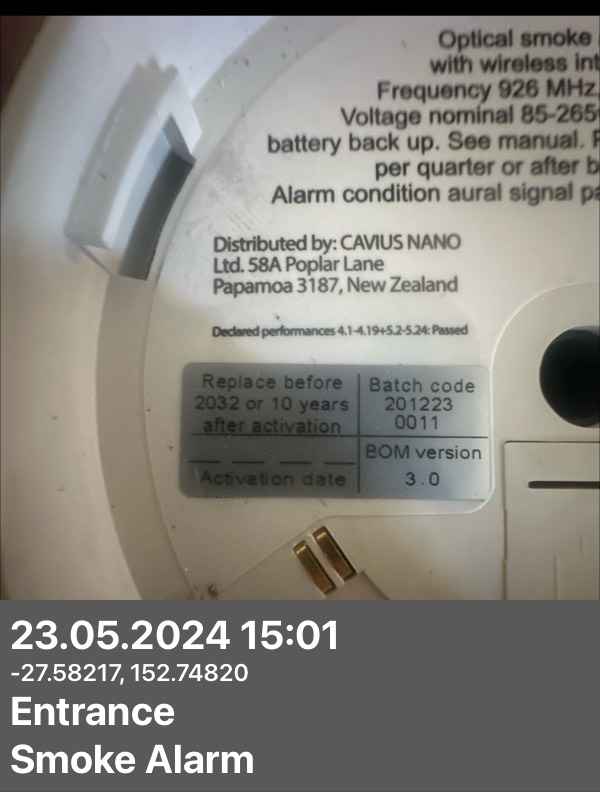 Optical smoke
with wireless int
Frequency 926 MHz,
Voltage nominal 85-265
battery back up. See manual.
per quarter or after b
Alarm condition aural signal pa
Distributed by: CAVIUS NANO
Ltd. 58A Poplar Lane
Papamoa 3187, New Zealand
Declared performances 4.1-4.19+5.2-5.24: Passed
Replace before
2032 or 10 years
after activation
Activation date
Batch code
201223
0011
BOM version
3.0
23.05.2024 15:01
-27.58217, 152.74820
Entrance
Smoke Alarm